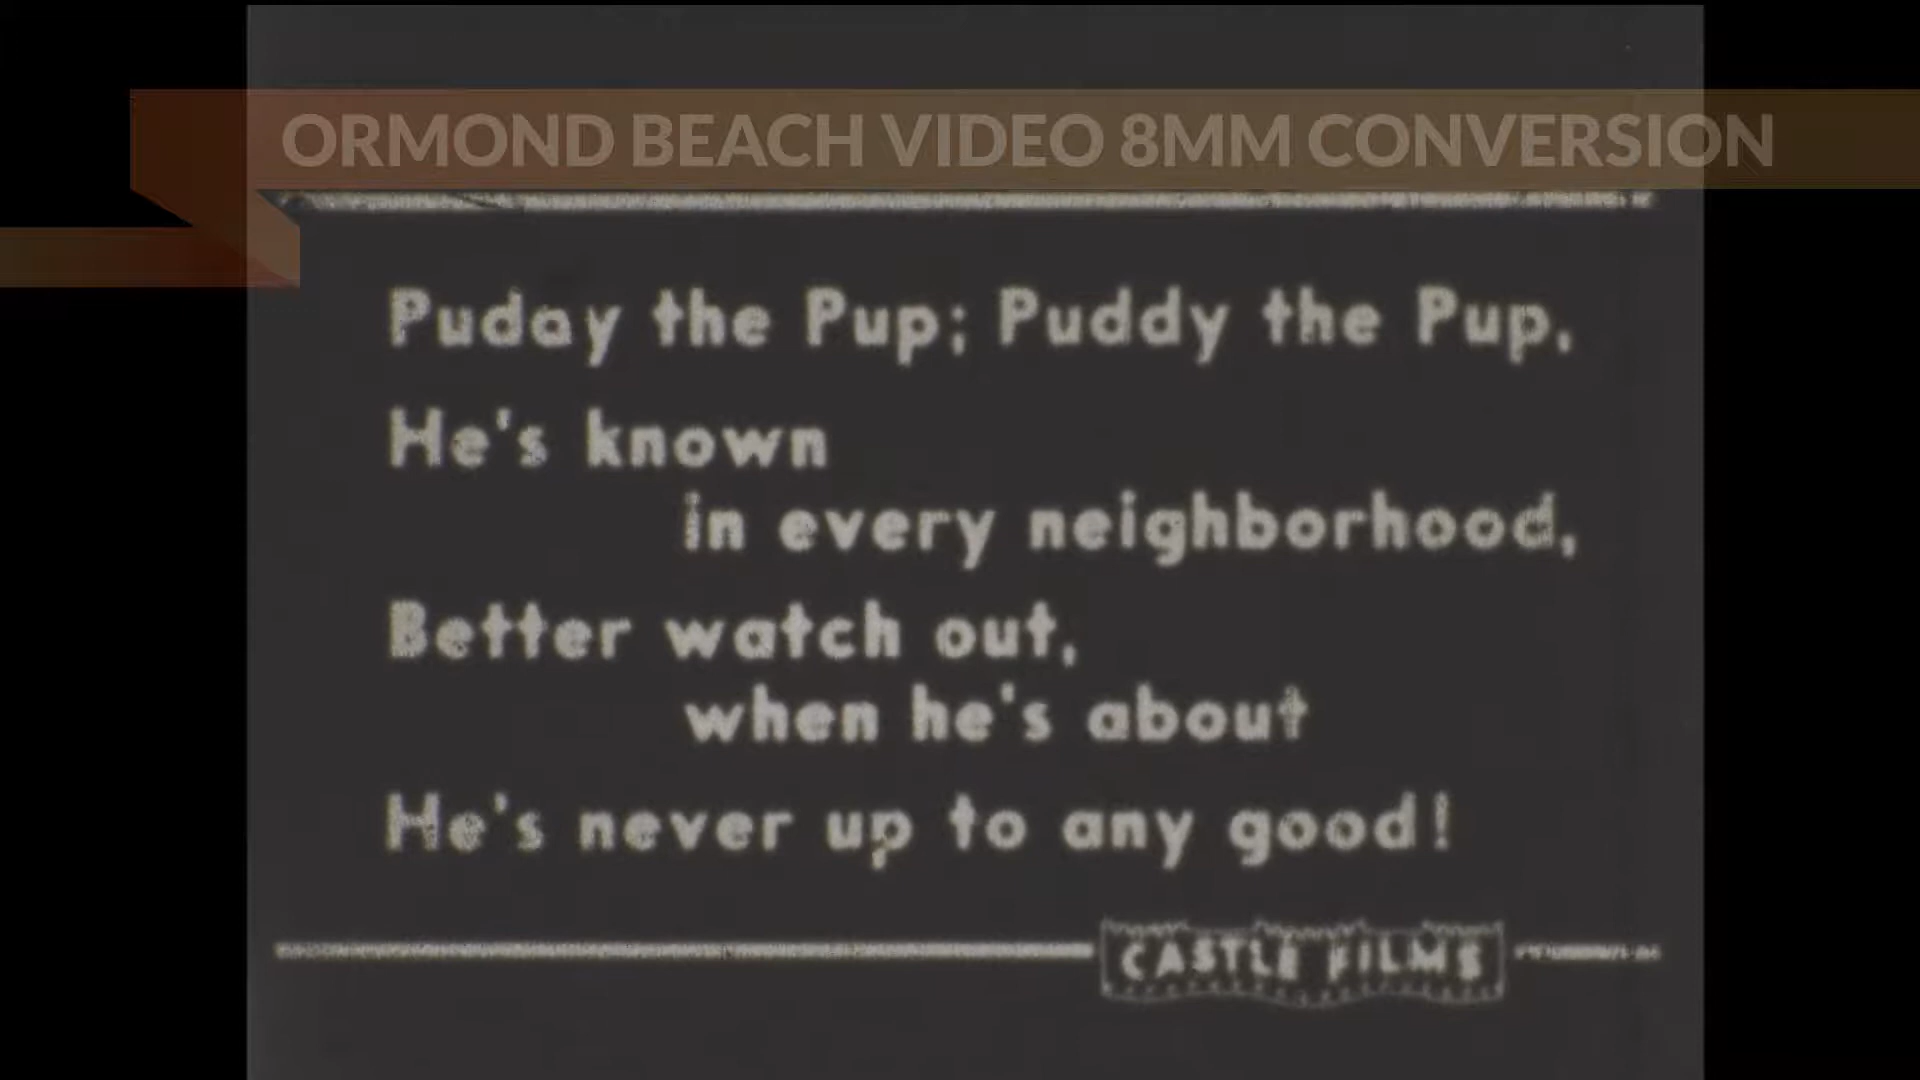 ORMOND BEACH VIDEO 8MM CONVERSION
Puday the Pup; Puddy the Pup,
He's known
in every neighborhood,
Better watch out,
when he's about
He's never up to any good!
CASTLE FILMS